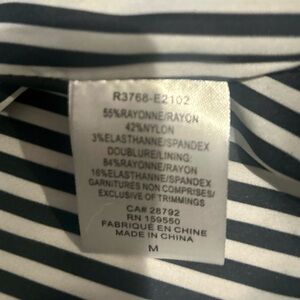 R3768-E2102
55%RAYONNE/RAYON
42%NYLON
3%ELASTHANNE/SPANDEX
DOUBLURE/LINING:
84%RAYONNE/RAYON
16%ELASTHANNE/SPANDEX
GARNITURES NON COMPRISES/
EXCLUSIVE OF TRIMMINGS
CA# 28792
RN 159550
FABRIQUÉ EN CHINE
MADE IN CHINA
M